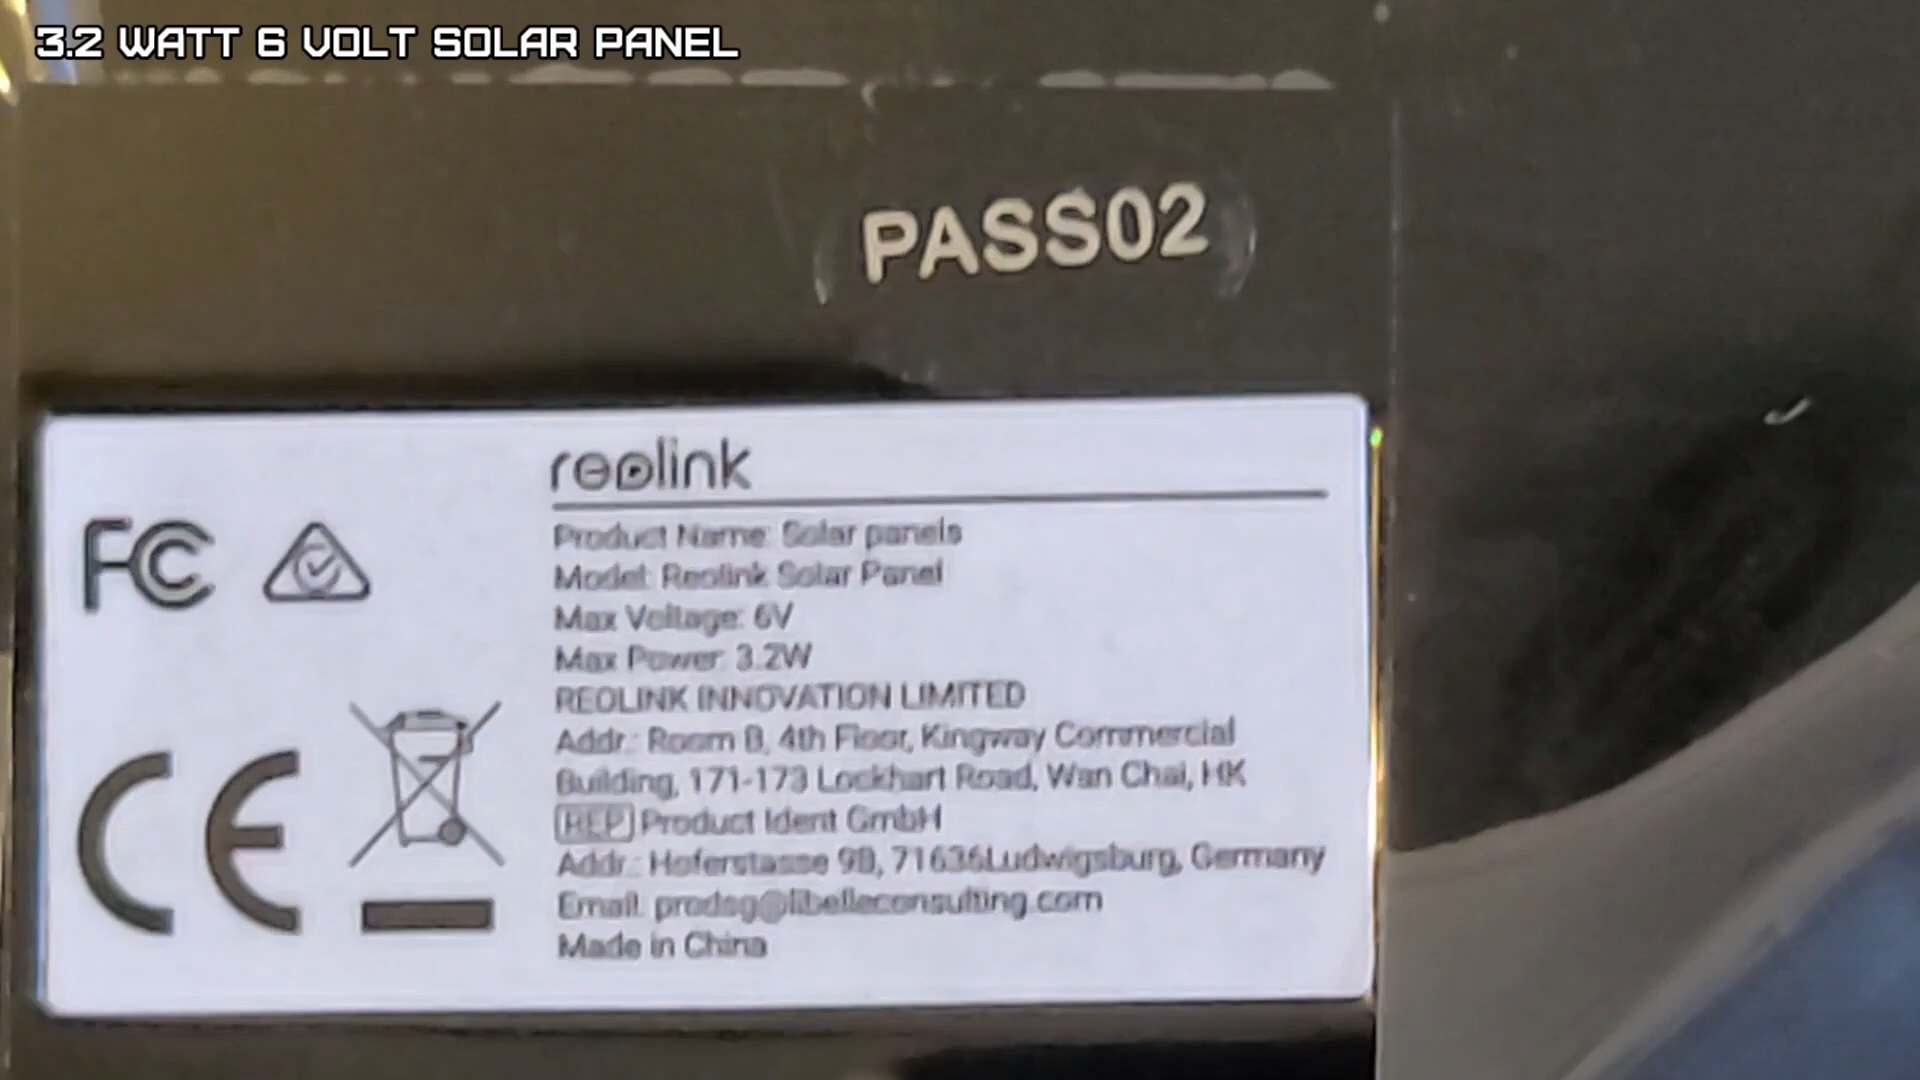 3.2 WATT 6 VOLT SOLAR PANEL
PASS02
reolink
FC
Product Name: Solar panels
Model: Reolink Solar Panel
Max Voltage: 6V
Max Power: 3.2W
REOLINK INNOVATION LIMITED
Addr.: Room B, 4th Floor, Kingway Commercial
Building, 171-173 Lockhart Road, Wan Chai, HK
CE
REP Product Ident GmbH
Addr.: Hoferstasse 9B, 71636Ludwigsburg, Germany
Email: prodsg@libelleconsulting.com
Made in China